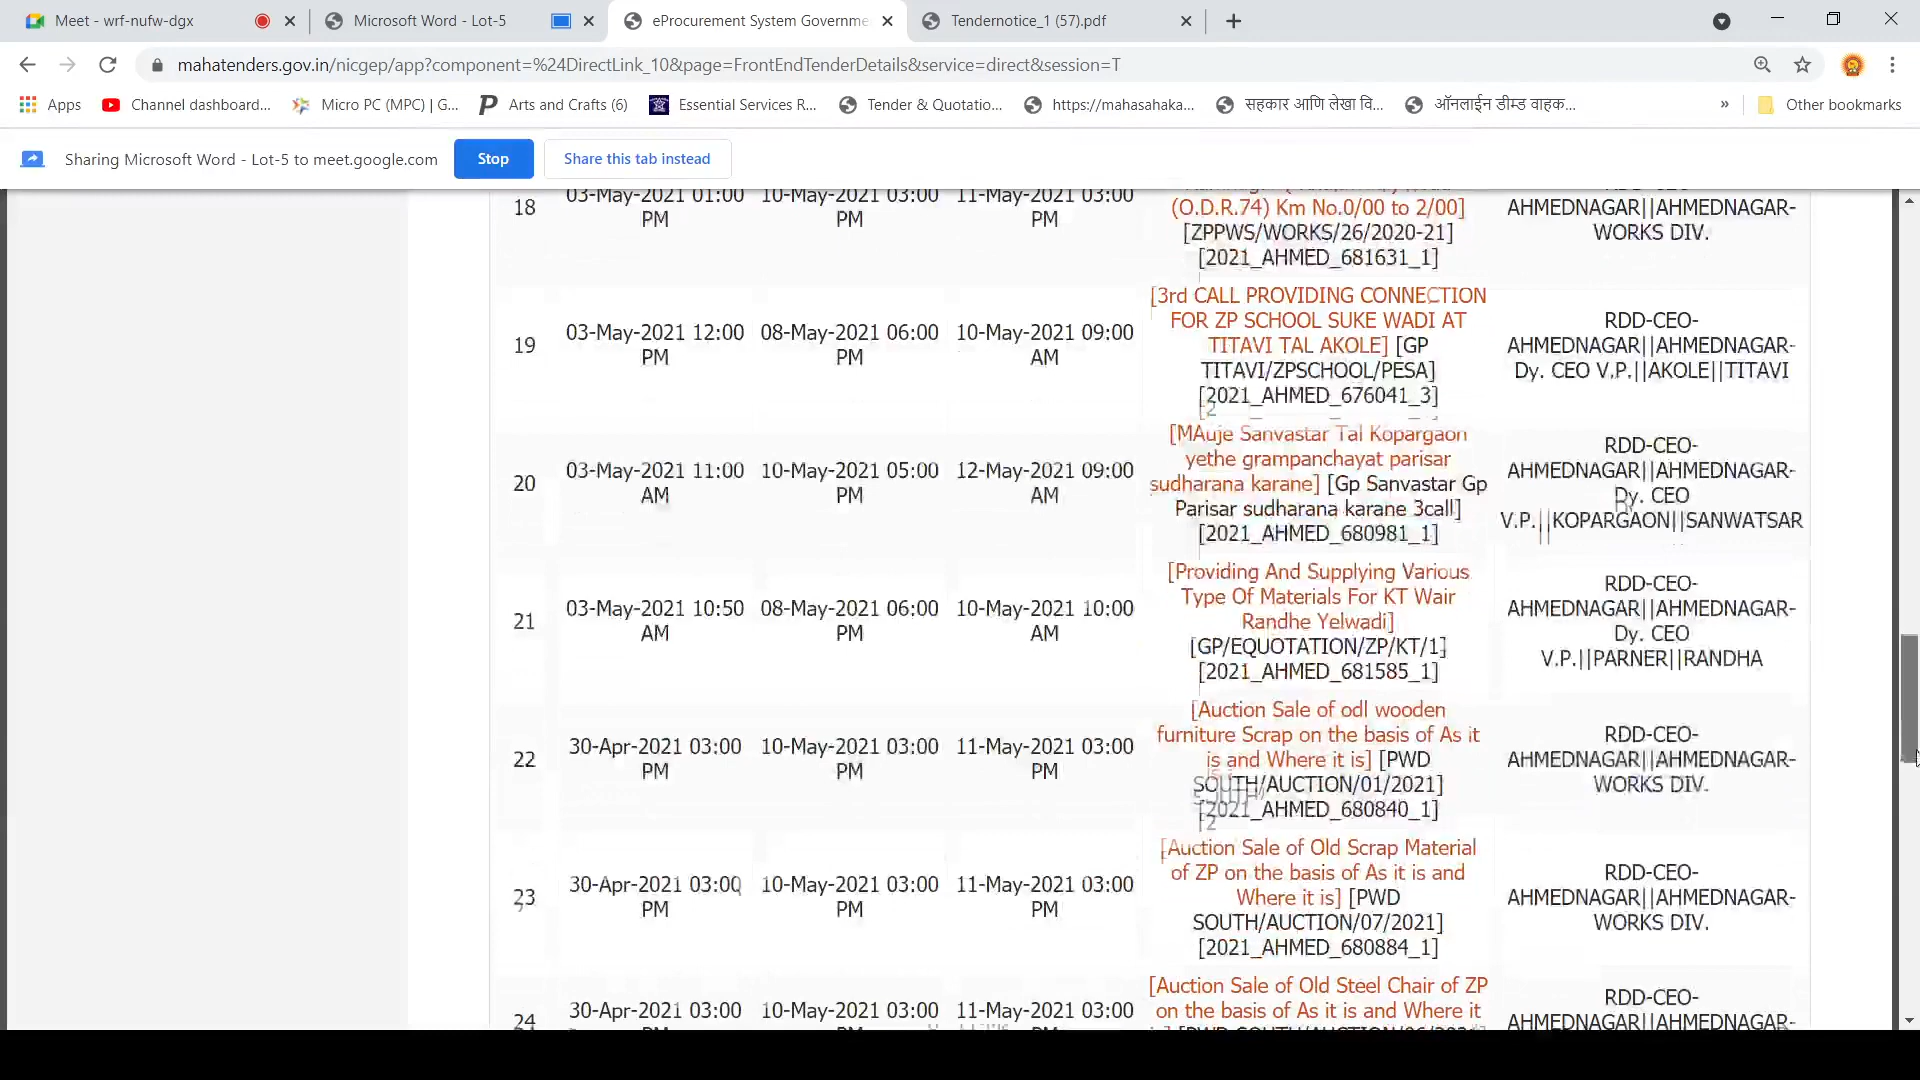 Meet - wrf-nufw-dgx
Microsoft Word - Lot-5
eProcurement System Governme
Tendernotice_1 (57).pdf
mahatenders.gov.in/nicgep/app?component=%24DirectLink_10&page=FrontEndTenderDetails&service=direct&session=T
Apps
Channel dashboard...
Micro PC (MPC) | G...
Arts and Crafts (6)
Essential Services R...
Tender & Quotatio...
https://mahasahaka...
सहकार आणि लेखा वि...
ऑनलाईन डीम्ड वाहक...
»
Other bookmarks
Sharing Microsoft Word - Lot-5 to meet.google.com
Stop
Share this tab instead
18
03-May-2021 01:00
PM
10-May-2021 03:00
PM
11-May-2021 03:00
PM
(O.D.R.74) Km No.0/00 to 2/00]
[ZPPWS/WORKS/26/2020-21]
[2021_AHMED_681631_1]
RDD-CEO-
AHMEDNAGAR||AHMEDNAGAR-
WORKS DIV.
19
03-May-2021 12:00
PM
08-May-2021 06:00
PM
10-May-2021 09:00
AM
[3rd CALL PROVIDING CONNECTION
FOR ZP SCHOOL SUKE WADI AT
TITAVI TAL AKOLE] [GP
TITAVI/ZPSCHOOL/PESA]
[2021_AHMED_676041_3]
RDD-CEO-
AHMEDNAGAR||AHMEDNAGAR-
Dy. CEO V.P.||AKOLE||TITAVI
20
03-May-2021 11:00
AM
10-May-2021 05:00
PM
12-May-2021 09:00
AM
[MAuje Sanvastar Tal Kopargaon
yethe grampanchayat parisar
sudharana karane] [Gp Sanvastar Gp
Parisar sudharana karane 3call]
[2021_AHMED_680981_1]
RDD-CEO-
AHMEDNAGAR||AHMEDNAGAR-
Dy. CEO
V.P.||KOPARGAON||SANWATSAR
21
03-May-2021 10:50
AM
08-May-2021 06:00
PM
10-May-2021 10:00
AM
[Providing And Supplying Various
Type Of Materials For KT Wair
Randhe Yelwadi]
[GP/EQUOTATION/ZP/KT/1]
[2021_AHMED_681585_1]
RDD-CEO-
AHMEDNAGAR||AHMEDNAGAR-
Dy. CEO
V.P.||PARNER||RANDHA
22
30-Apr-2021 03:00
PM
10-May-2021 03:00
PM
11-May-2021 03:00
PM
[Auction Sale of odl wooden
furniture Scrap on the basis of As it
is and Where it is] [PWD
SOUTH/AUCTION/01/2021]
[2021_AHMED_680840_1]
RDD-CEO-
AHMEDNAGAR||AHMEDNAGAR-
WORKS DIV.
23
30-Apr-2021 03:00
PM
10-May-2021 03:00
PM
11-May-2021 03:00
PM
[Auction Sale of Old Scrap Material
of ZP on the basis of As it is and
Where it is] [PWD
SOUTH/AUCTION/07/2021]
[2021_AHMED_680884_1]
RDD-CEO-
AHMEDNAGAR||AHMEDNAGAR-
WORKS DIV.
24
30-Apr-2021 03:00
10-May-2021 03:00
11-May-2021 03:00
[Auction Sale of Old Steel Chair of ZP
on the basis of As it is and Where it
RDD-CEO-
AHMEDNAGAR||AHMEDNAGAR-